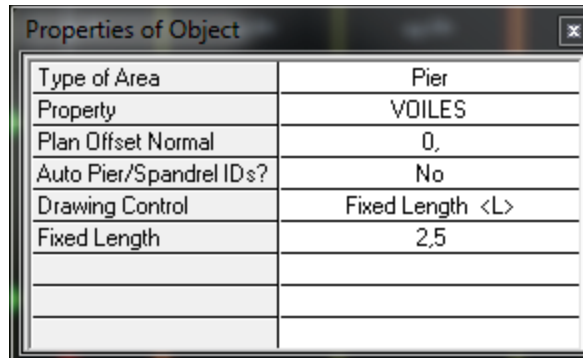 Properties of Object
Type of Area Pier
Property VOILES
Plan Offset Normal 0,
Auto Pier/Spandrel IDs? No
Drawing Control Fixed Length <L>
Fixed Length 2,5